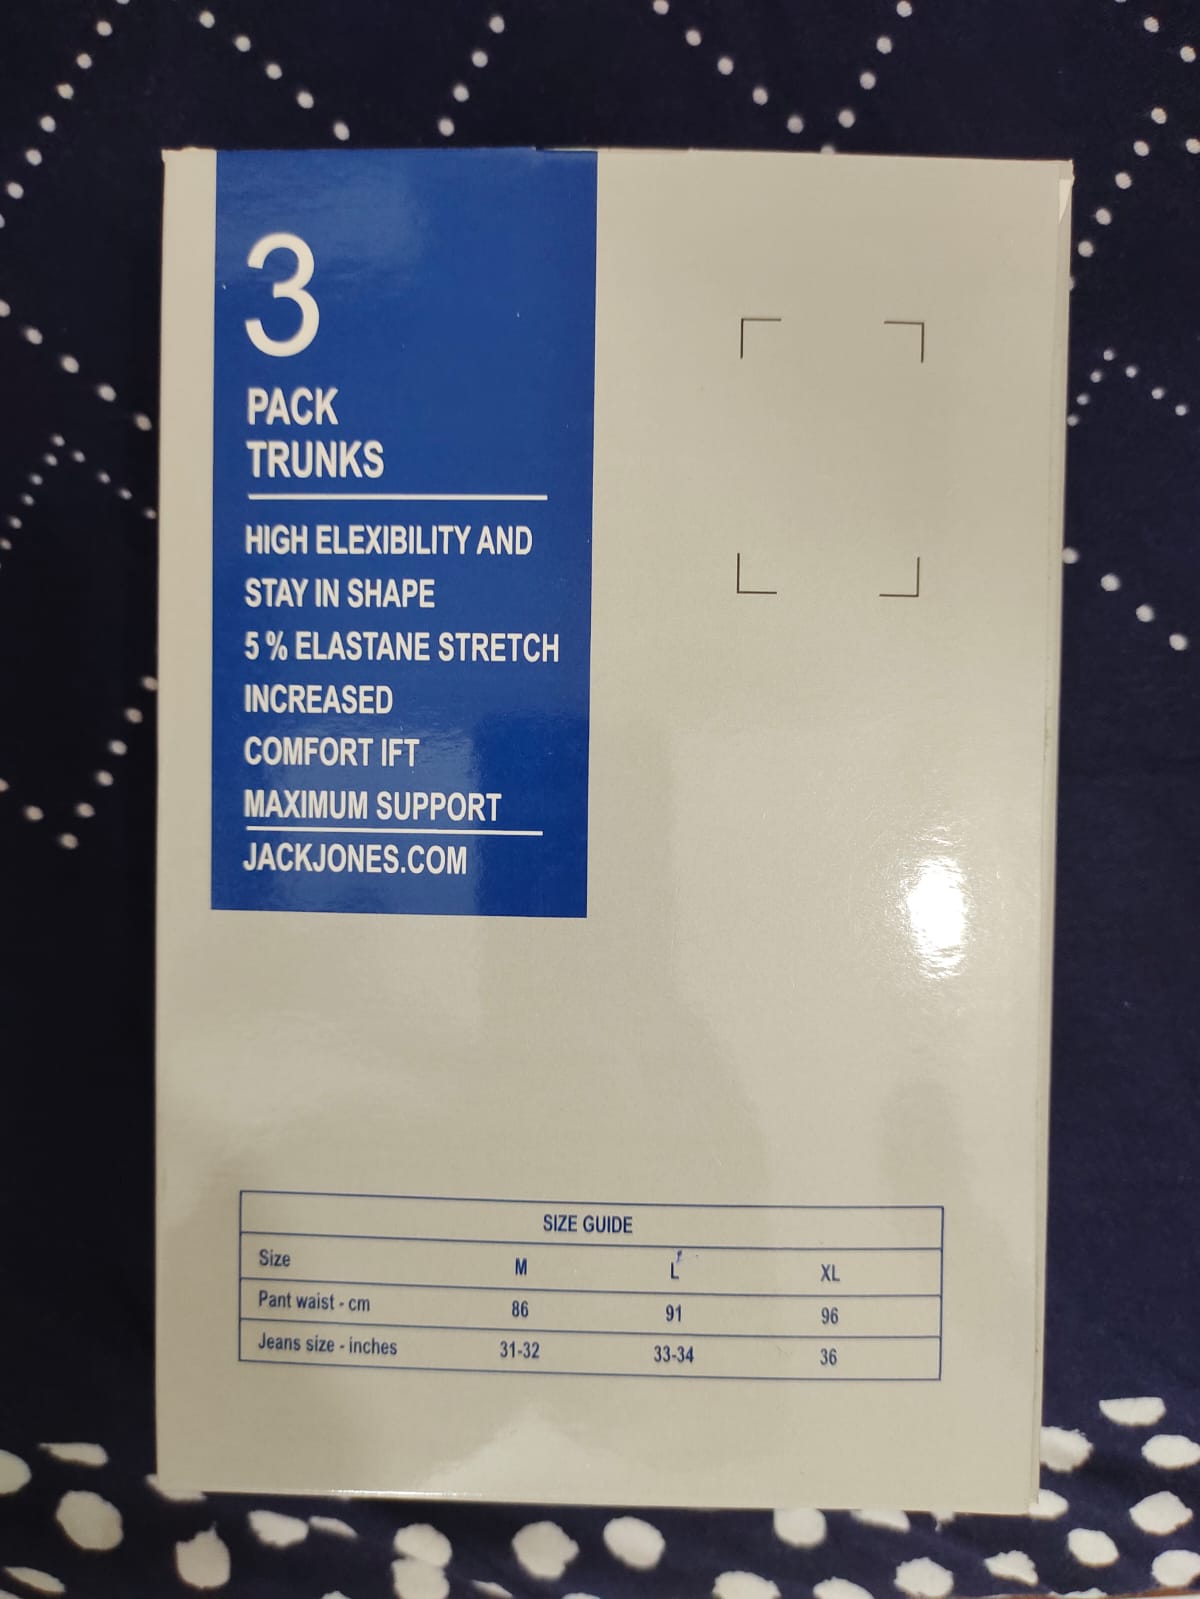 3
PACK
TRUNKS
HIGH ELEXIBILITY AND
STAY IN SHAPE
5 % ELASTANE STRETCH
INCREASED
COMFORT IFT
MAXIMUM SUPPORT
JACKJONES.COM
SIZE GUIDE
Size M L XL
Pant waist - cm 86 91 96
Jeans size - inches 31-32 33-34 36